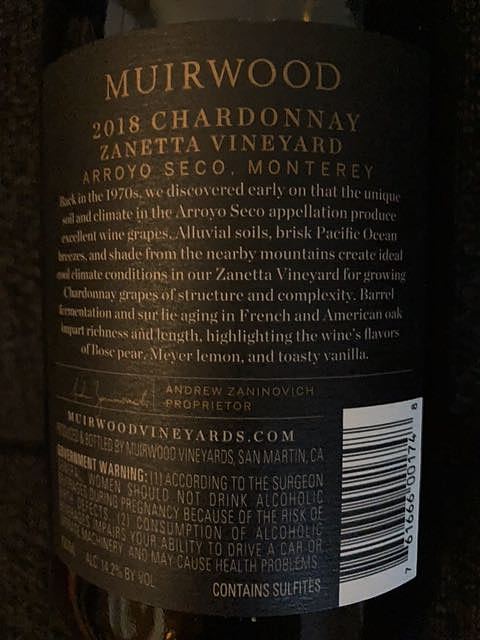 MUIRWOOD
2018 CHARDONNAY
ZANETTA VINEYARD
ARROYO SECO, MONTEREY
Back in the 1970s, we discovered early on that the unique
soil and climate in the Arroyo Seco appellation produce
excellent wine grapes. Alluvial soils, brisk Pacific Ocean
breezes, and shade from the nearby mountains create ideal
cool climate conditions in our Zanetta Vineyard for growing
Chardonnay grapes of structure and complexity. Barrel
fermentation and sur lie aging in French and American oak
impart richness and length, highlighting the wine's flavors
of Bosc pear, Meyer lemon, and toasty vanilla.
ANDREW ZANINOVICH
PROPRIETOR
MUIRWOODVINEYARDS.COM
& BOTTLED BY MUIRWOOD VINEYARDS, SAN MARTIN, CA
GOVERNMENT WARNING: (1) ACCORDING TO THE SURGEON
WOMEN SHOULD NOT DRINK ALCOHOLIC
DURING PREGNANCY BECAUSE OF THE RISK OF
DEFECTS. (2) CONSUMPTION OF ALCOHOLIC
IMPAIRS YOUR ABILITY TO DRIVE A CAR OR
MACHINERY, AND MAY CAUSE HEALTH PROBLEMS.
ALC 14.2% BY VOL
CONTAINS SULFITES
7 61666 00174 8